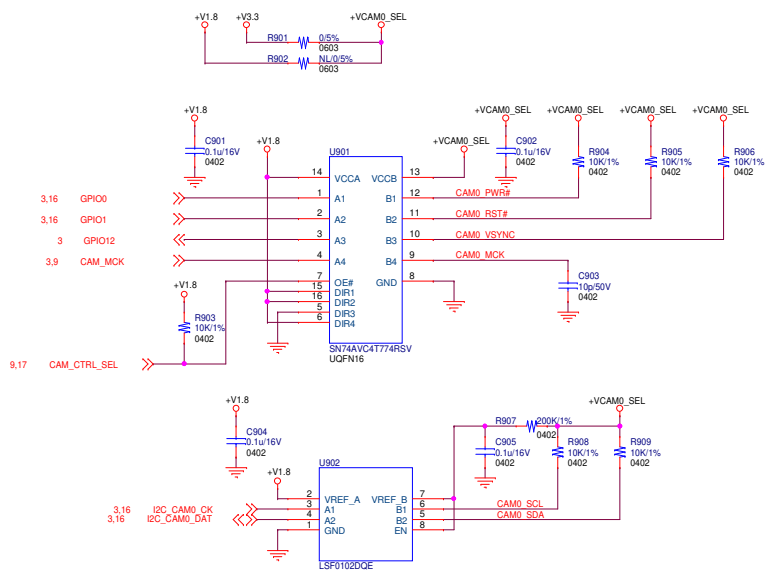 +V1.8 +V3.3 +VCAM0_SEL
R901 0/5%
0603
R902 NL/0/5%
0603
+V1.8 +VCAM0_SEL +VCAM0_SEL +VCAM0_SEL +VCAM0_SEL
C901
0.1u/16V
0402
+V1.8
U901
+VCAM0_SEL
C902
0.1u/16V
0402
R904
10K/1%
0402
R905
10K/1%
0402
R906
10K/1%
0402
14 VCCA VCCB 13
3,16 GPIO0 1 A1 B1 12 CAM0_PWR#
3,16 GPIO1 2 A2 B2 11 CAM0_RST#
3 GPIO12 3 A3 B3 10 CAM0_VSYNC
3,9 CAM_MCK 4 A4 B4 9 CAM0_MCK
7 OE# GND 8
15 DIR1
16 DIR2
5 DIR3
6 DIR4
C903
10p/50V
0402
+V1.8
R903
10K/1%
0402
SN74AVC4T774RSV
UQFN16
9,17 CAM_CTRL_SEL
+V1.8
C904
0.1u/16V
0402
+VCAM0_SEL
R907 200K/1%
0402
C905
0.1u/16V
0402
R908
10K/1%
0402
R909
10K/1%
0402
+V1.8
U902
2 VREF_A VREF_B 7
3,16 I2C_CAM0_CK 3 A1 B1 6 CAM0_SCL
3,16 I2C_CAM0_DAT 4 A2 B2 5 CAM0_SDA
1 GND EN 8
LSF0102DQE